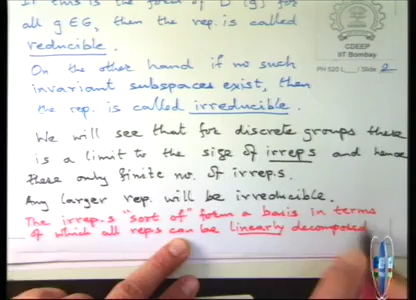 If this is the form of D (g) for
all g ∈ G, then the rep. is called
reducible.
On the other hand if no such
invariant subspaces exist, then
the rep. is called irreducible.
We will see that for discrete groups there
is a limit to the size of irreps and hence
there only finite no. of irrep.s.
Any larger rep. will be irreducible.
The irrep.s "sort of" form a basis in terms
of which all reps can be linearly decomposed
CDEEP
IIT Bombay
PH 520 L___/ Slide 2